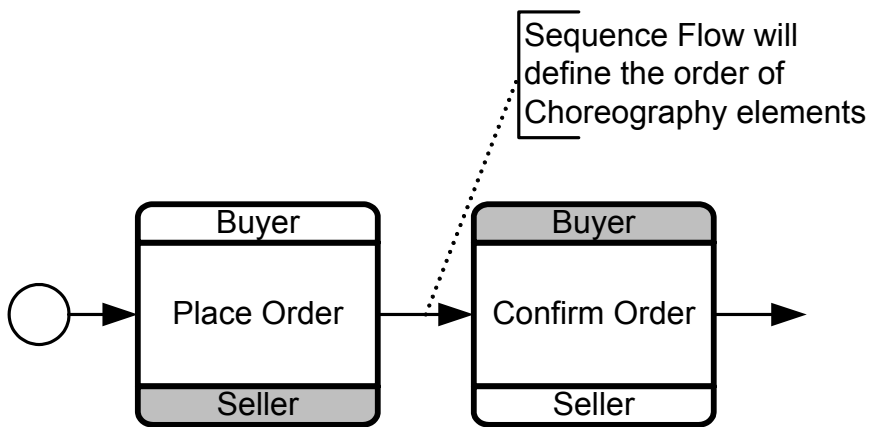 Sequence Flow will
define the order of
Choreography elements
Buyer
Place Order
Seller
Buyer
Confirm Order
Seller